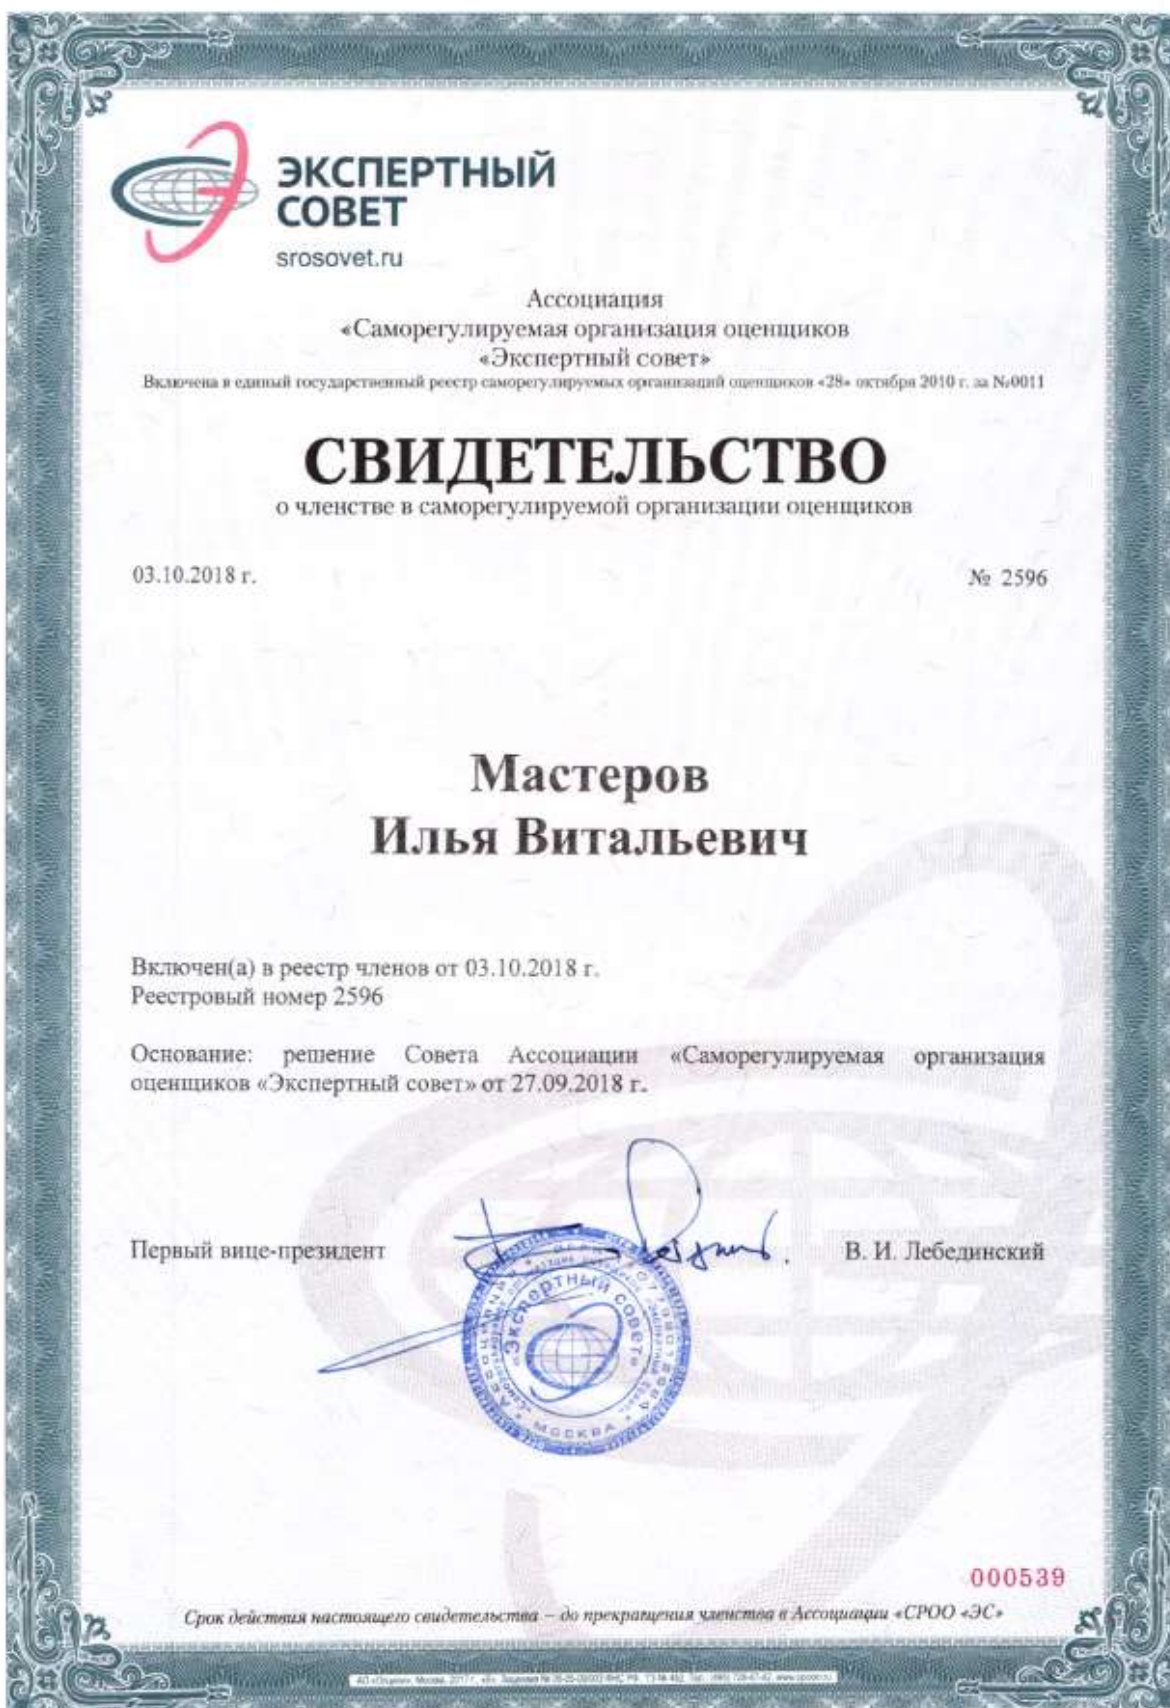 ЭКСПЕРТНЫЙ
СОВЕТ
srosovet.ru
Ассоциация
«Саморегулируемая организация оценщиков
«Экспертный совет»
Включена в единый государственный реестр саморегулируемых организаций оценщиков «28» октября 2010 г. за №0011
СВИДЕТЕЛЬСТВО
о членстве в саморегулируемой организации оценщиков
03.10.2018 г.
№ 2596
Мастеров
Илья Витальевич
Включен(а) в реестр членов от 03.10.2018 г.
Реестровый номер 2596
Основание: решение Совета Ассоциации «Саморегулируемая организация
оценщиков «Экспертный совет» от 27.09.2018 г.
Первый вице-президент
В. И. Лебединский
«Экспертный совет»
МОСКВА
000539
Срок действия настоящего свидетельства – до прекращения членства в Ассоциации «СРОО «ЭС»